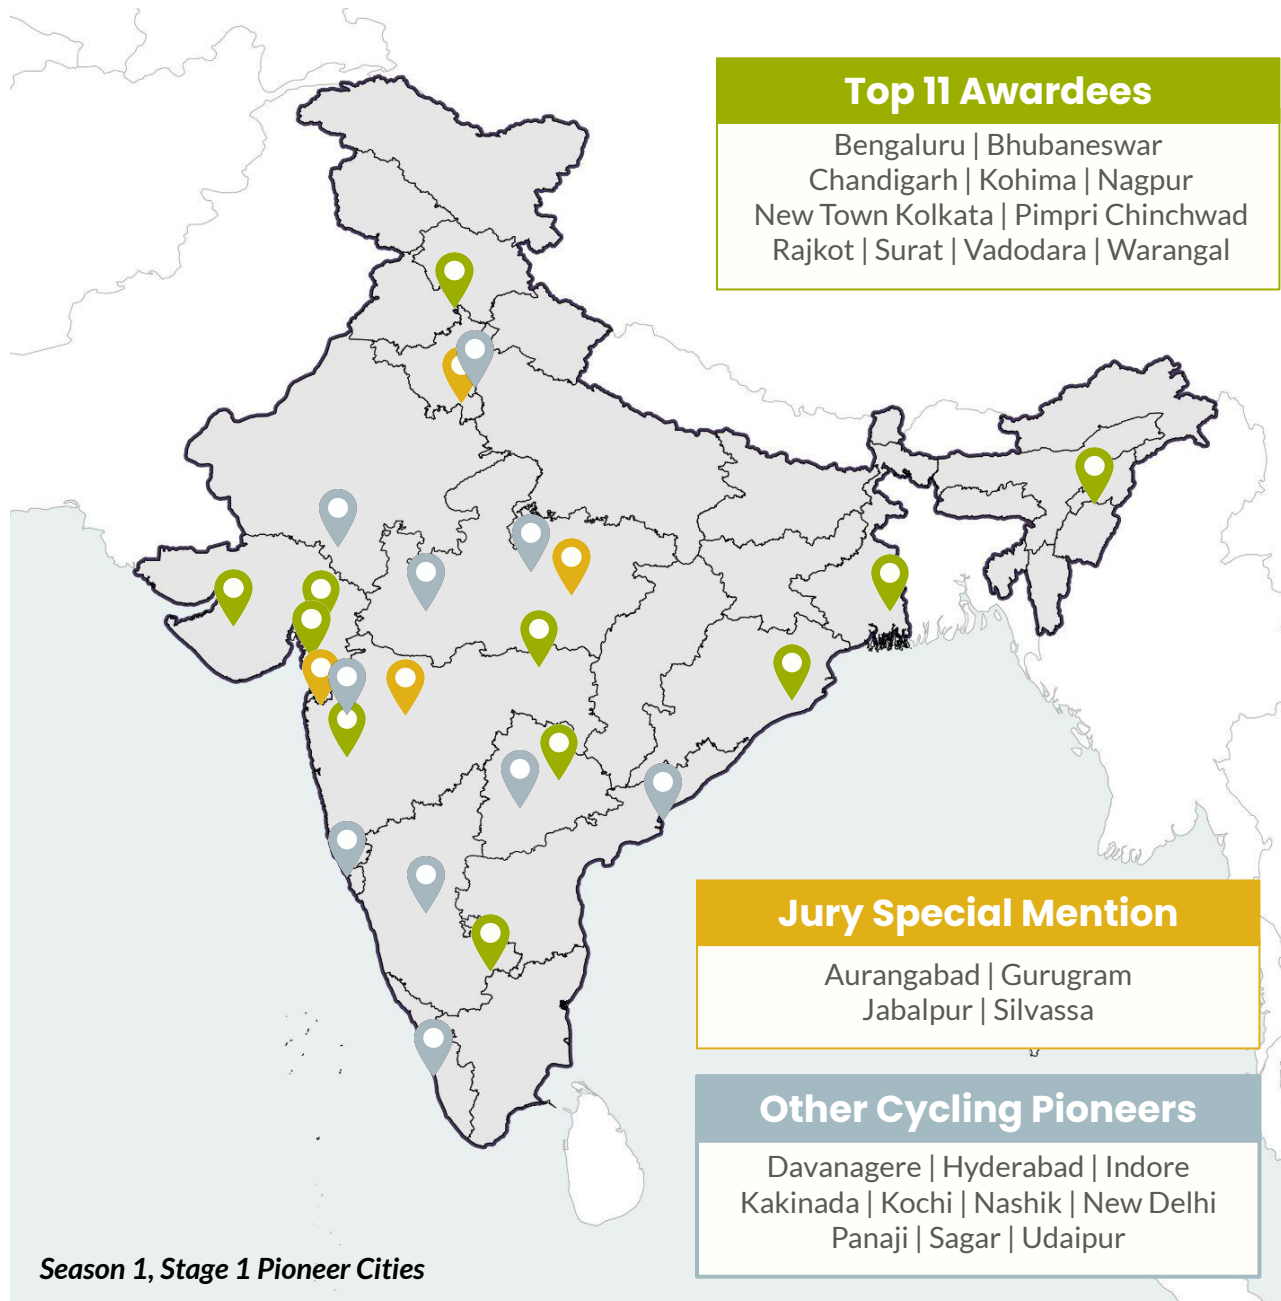 Top 11 Awardees
Bengaluru | Bhubaneswar
Chandigarh | Kohima | Nagpur
New Town Kolkata | Pimpri Chinchwad
Rajkot | Surat | Vadodara | Warangal
Jury Special Mention
Aurangabad | Gurugram
Jabalpur | Silvassa
Other Cycling Pioneers
Davanagere | Hyderabad | Indore
Kakinada | Kochi | Nashik | New Delhi
Panaji | Sagar | Udaipur
Season 1, Stage 1 Pioneer Cities